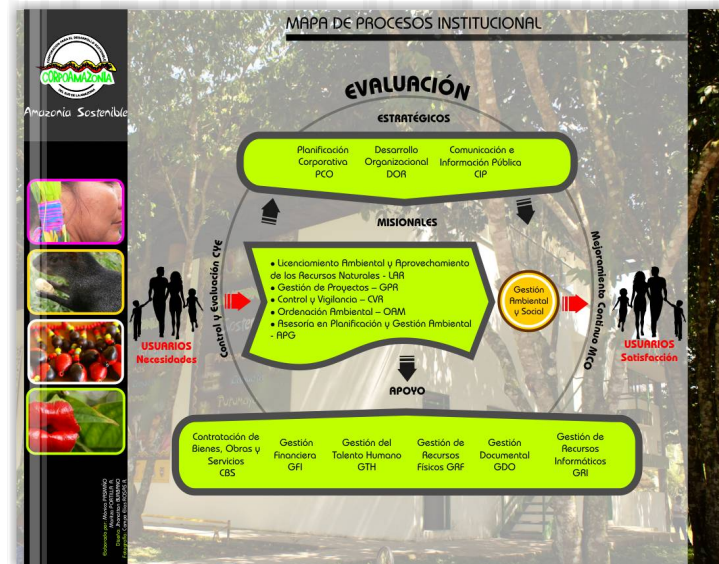 MAPA DE PROCESOS INSTITUCIONAL
CORPOAMAZONIA
Amazonia Sostenible
EVALUACIÓN
ESTRATÉGICOS
Planificación
Corporativa
PCO
Desarrollo
Organizacional
DOR
Comunicación e
Información Pública
CIP
MISIONALES
Control y Evaluación CYE
• Licenciamiento Ambiental y Aprovechamiento
de los Recursos Naturales - LAR
• Gestión de Proyectos – GPR
• Control y Vigilancia – CVR
• Ordenación Ambiental – OAM
• Asesoría en Planificación y Gestión Ambiental
- APG
Gestión
Ambiental
y Social
Mejoramiento Continuo MCO
USUARIOS
Necesidades
USUARIOS
Satisfacción
APOYO
Contratación de
Bienes, Obras y
Servicios
CBS
Gestión
Financiera
GFI
Gestión del
Talento Humano
GTH
Gestión de
Recursos
Físicos GRF
Gestión
Documental
GDO
Gestión de
Recursos
Informáticos
GRI